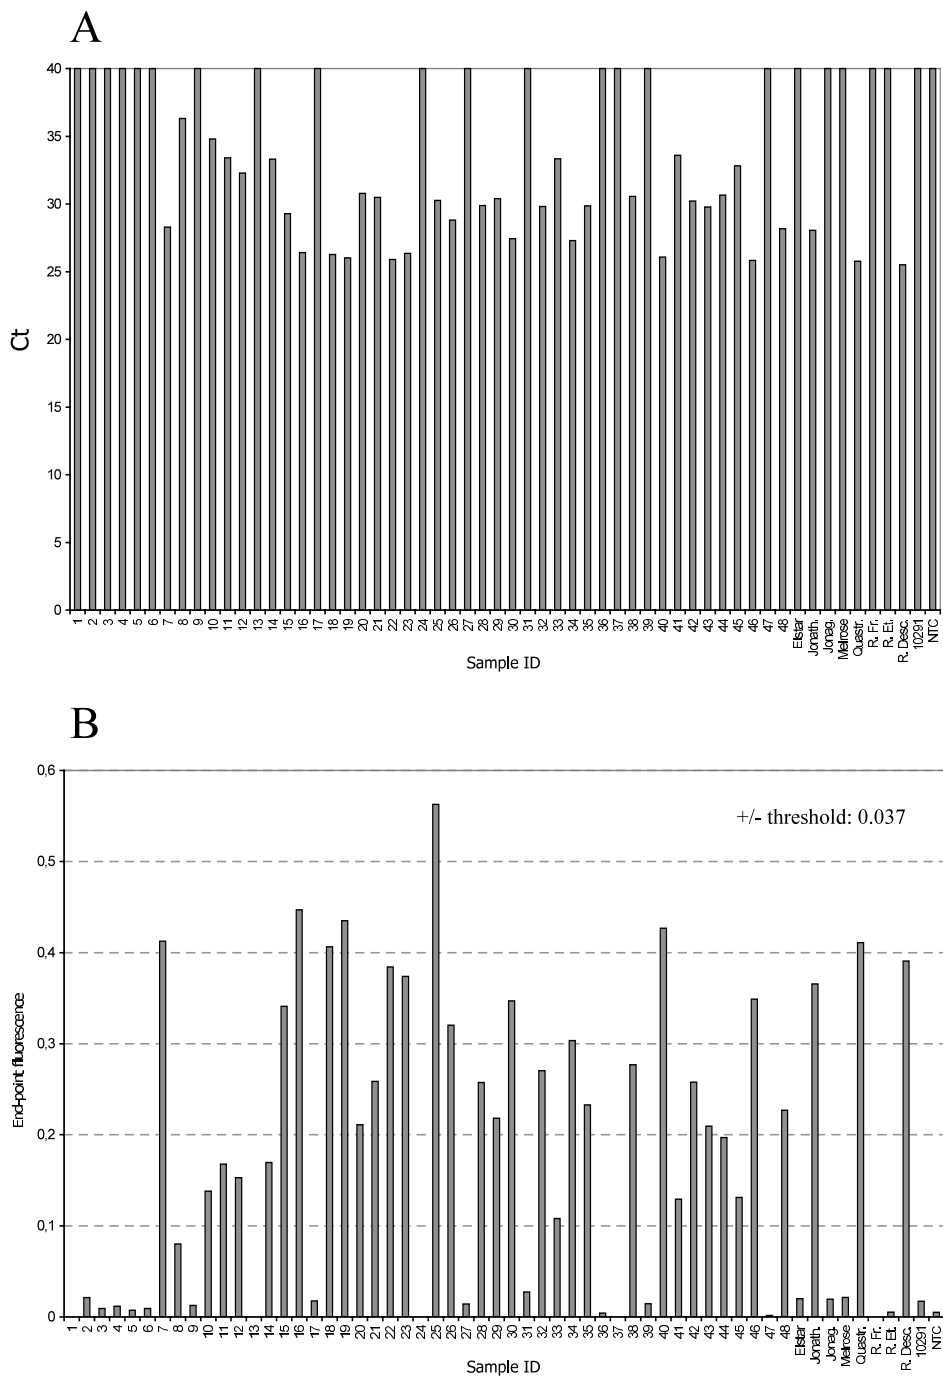 A
40
35
30
25
20
15
10
5
0
Ct
1 2 3 4 5 6 7 8 9 10 11 12 13 14 15 16 17 18 19 20 21 22 23 24 25 26 27 28 29 30 31 32 33 34 35 36 37 38 39 40 41 42 43 44 45 46 47 48 Elstar Jonath. Jonag. Melrose Quastr. R. Fr. R. Et. R. Desc. 10291 NTC
Sample ID
B
0,6
0,5
0,4
0,3
0,2
0,1
0
+/- threshold: 0.037
End-point fluorescence
1 2 3 4 5 6 7 8 9 10 11 12 13 14 15 16 17 18 19 20 21 22 23 24 25 26 27 28 29 30 31 32 33 34 35 36 37 38 39 40 41 42 43 44 45 46 47 48 Elstar Jonath. Jonag. Melrose Quastr. R. Fr. R. Et. R. Desc. 10291 NTC
Sample ID